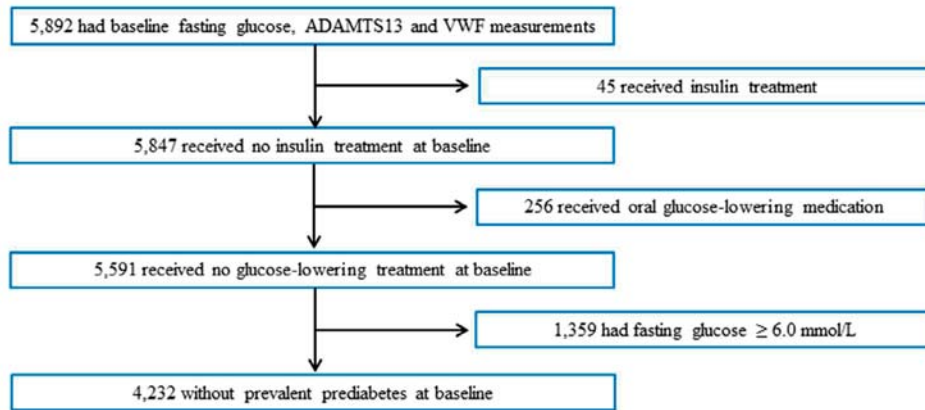 5,892 had baseline fasting glucose, ADAMTS13 and VWF measurements
45 received insulin treatment
5,847 received no insulin treatment at baseline
256 received oral glucose-lowering medication
5,591 received no glucose-lowering treatment at baseline
1,359 had fasting glucose ≥ 6.0 mmol/L
4,232 without prevalent prediabetes at baseline